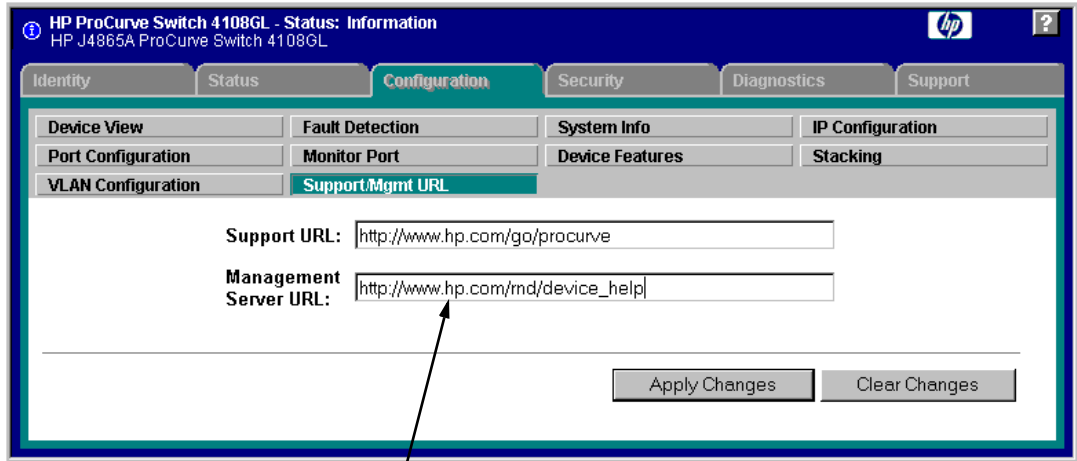 HP ProCurve Switch 4108GL - Status: Information
HP J4865A ProCurve Switch 4108GL
hp
?
Identity Status Configuration Security Diagnostics Support
Device View Fault Detection System Info IP Configuration
Port Configuration Monitor Port Device Features Stacking
VLAN Configuration Support/Mgmt URL
Support URL: http://www.hp.com/go/procurve
Management
Server URL: http://www.hp.com/rnd/device_help
Apply Changes Clear Changes